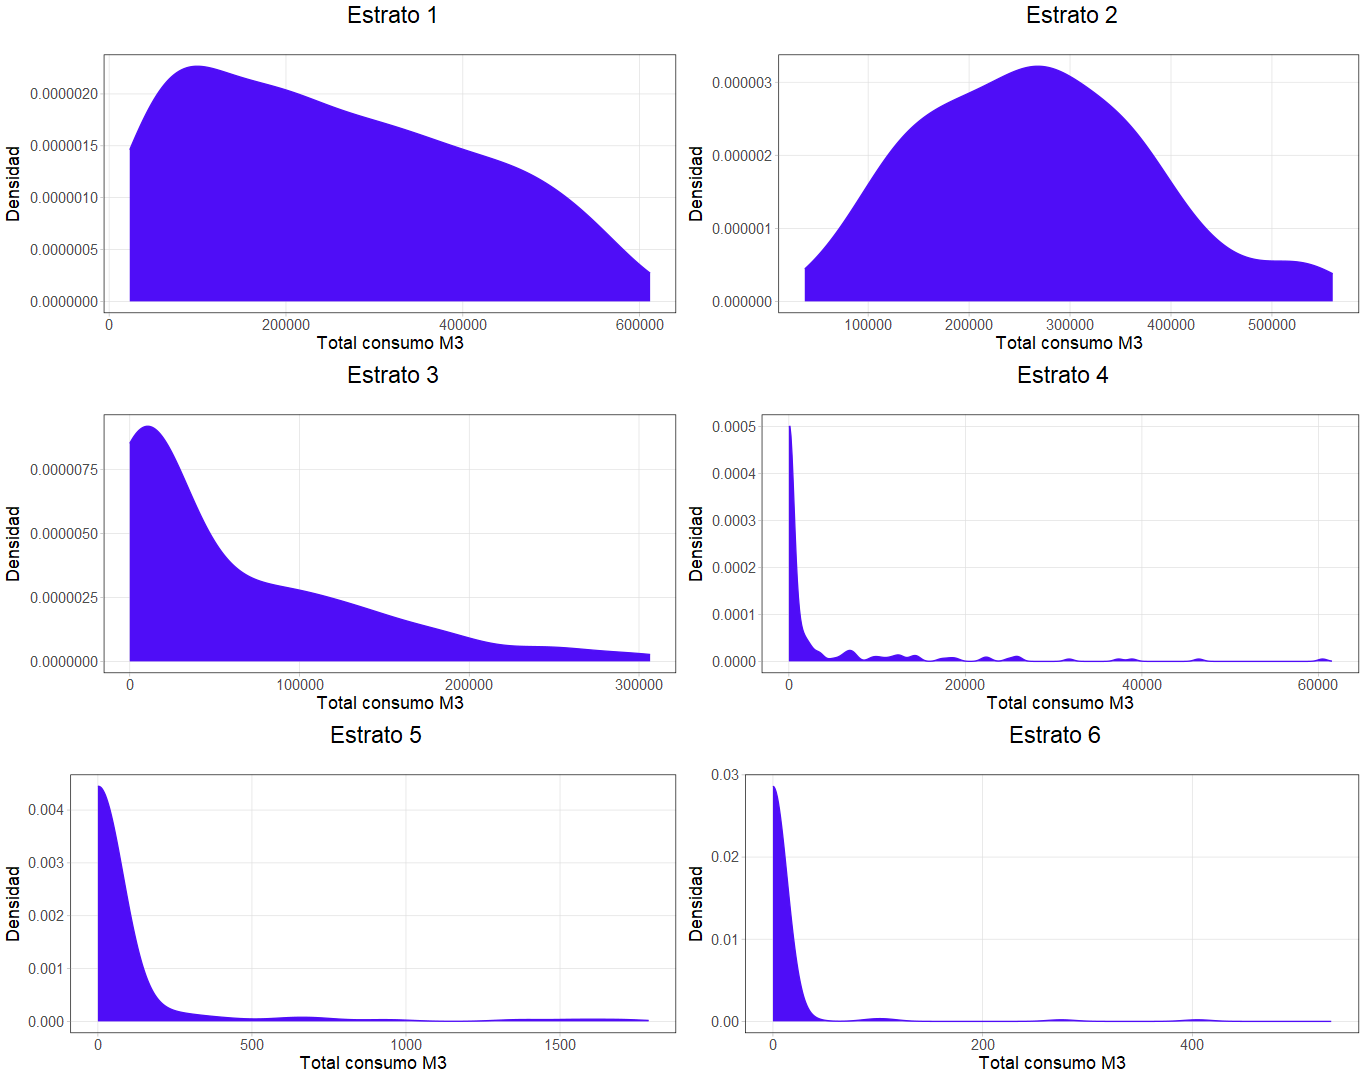 Estrato 1
Densidad
0.0000020
0.0000015
0.0000010
0.0000005
0.0000000
0 200000 400000 600000
Total consumo M3
Estrato 2
Densidad
0.000003
0.000002
0.000001
0.000000
100000 200000 300000 400000 500000
Total consumo M3
Estrato 3
Densidad
0.0000075
0.0000050
0.0000025
0.0000000
0 100000 200000 300000
Total consumo M3
Estrato 4
Densidad
0.0005
0.0004
0.0003
0.0002
0.0001
0.0000
0 20000 40000 60000
Total consumo M3
Estrato 5
Densidad
0.004
0.003
0.002
0.001
0.000
0 500 1000 1500
Total consumo M3
Estrato 6
Densidad
0.03
0.02
0.01
0.00
0 200 400
Total consumo M3